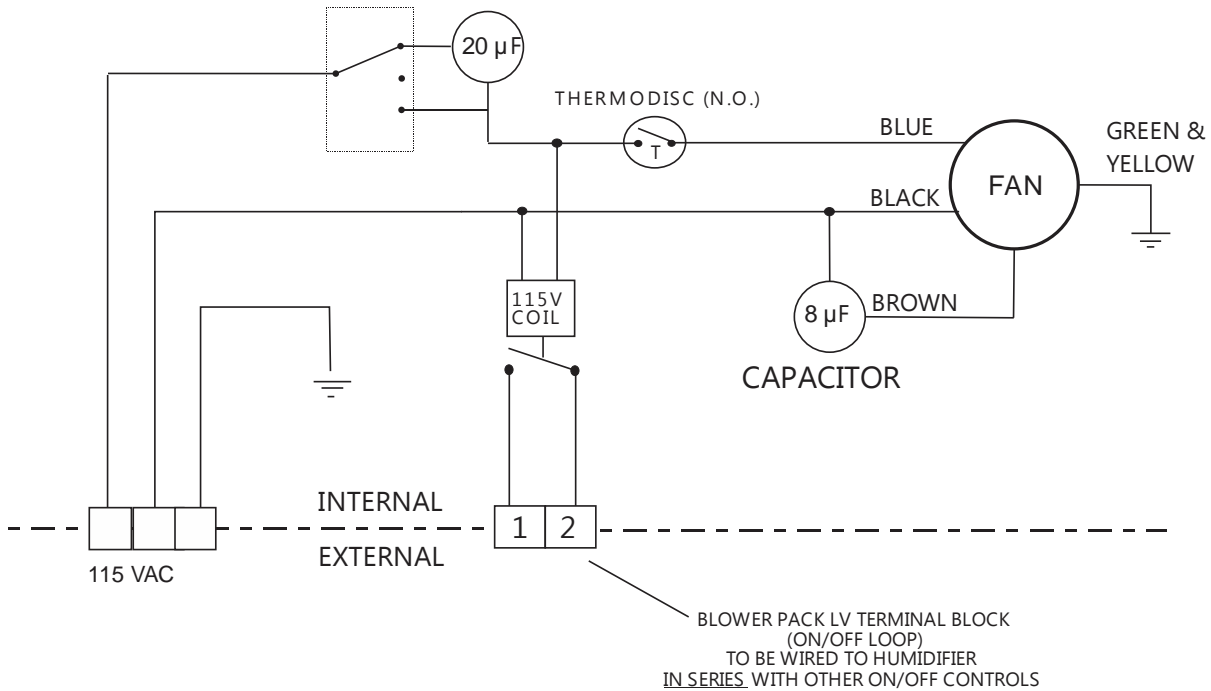 20 µF
THERMODISC (N.O.)
T
BLUE
GREEN &
YELLOW
FAN
BLACK
115V
COIL
8 µF
BROWN
CAPACITOR
INTERNAL
1 2
EXTERNAL
115 VAC
BLOWER PACK LV TERMINAL BLOCK
(ON/OFF LOOP)
TO BE WIRED TO HUMIDIFIER
IN SERIES WITH OTHER ON/OFF CONTROLS